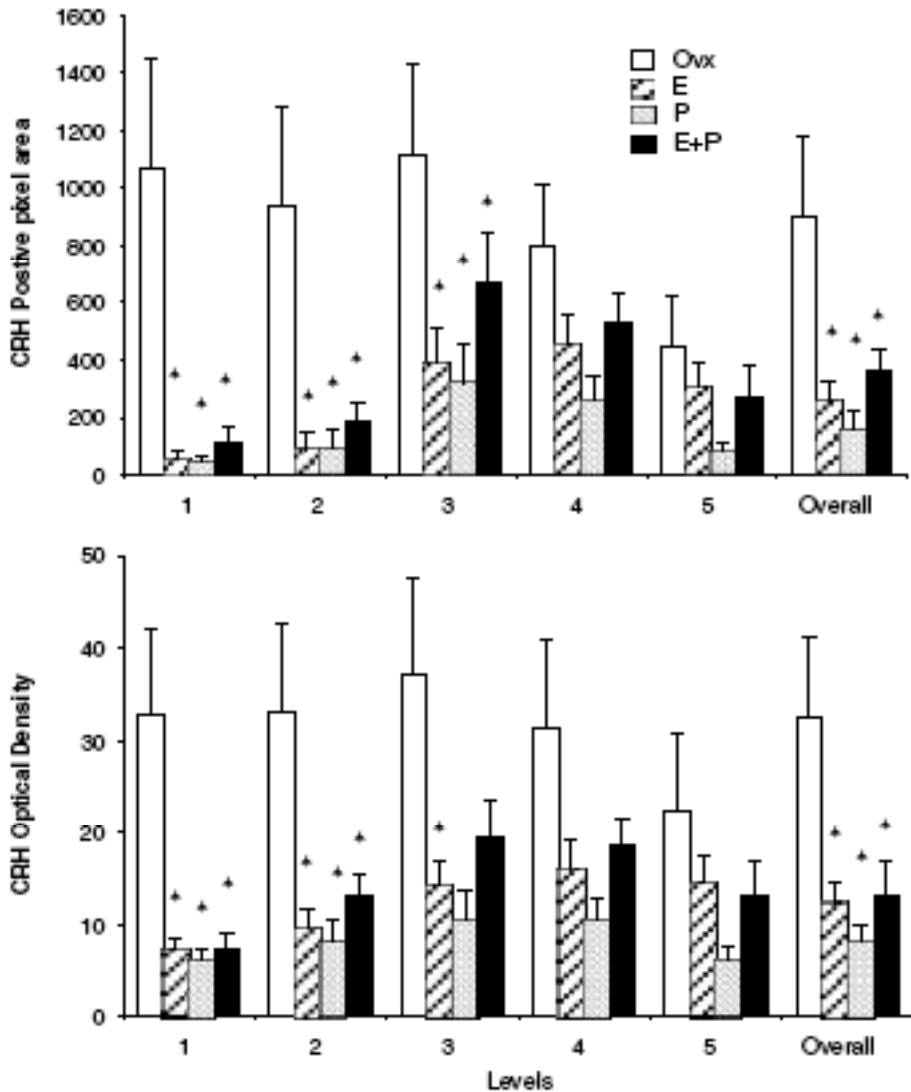 1600
1400
1200
1000
800
600
400
200
0
CRH Postive pixel area
Ovx
E
P
E+P
1 2 3 4 5 Overall
50
40
30
20
10
0
CRH Optical Density
1 2 3 4 5 Overall
Levels